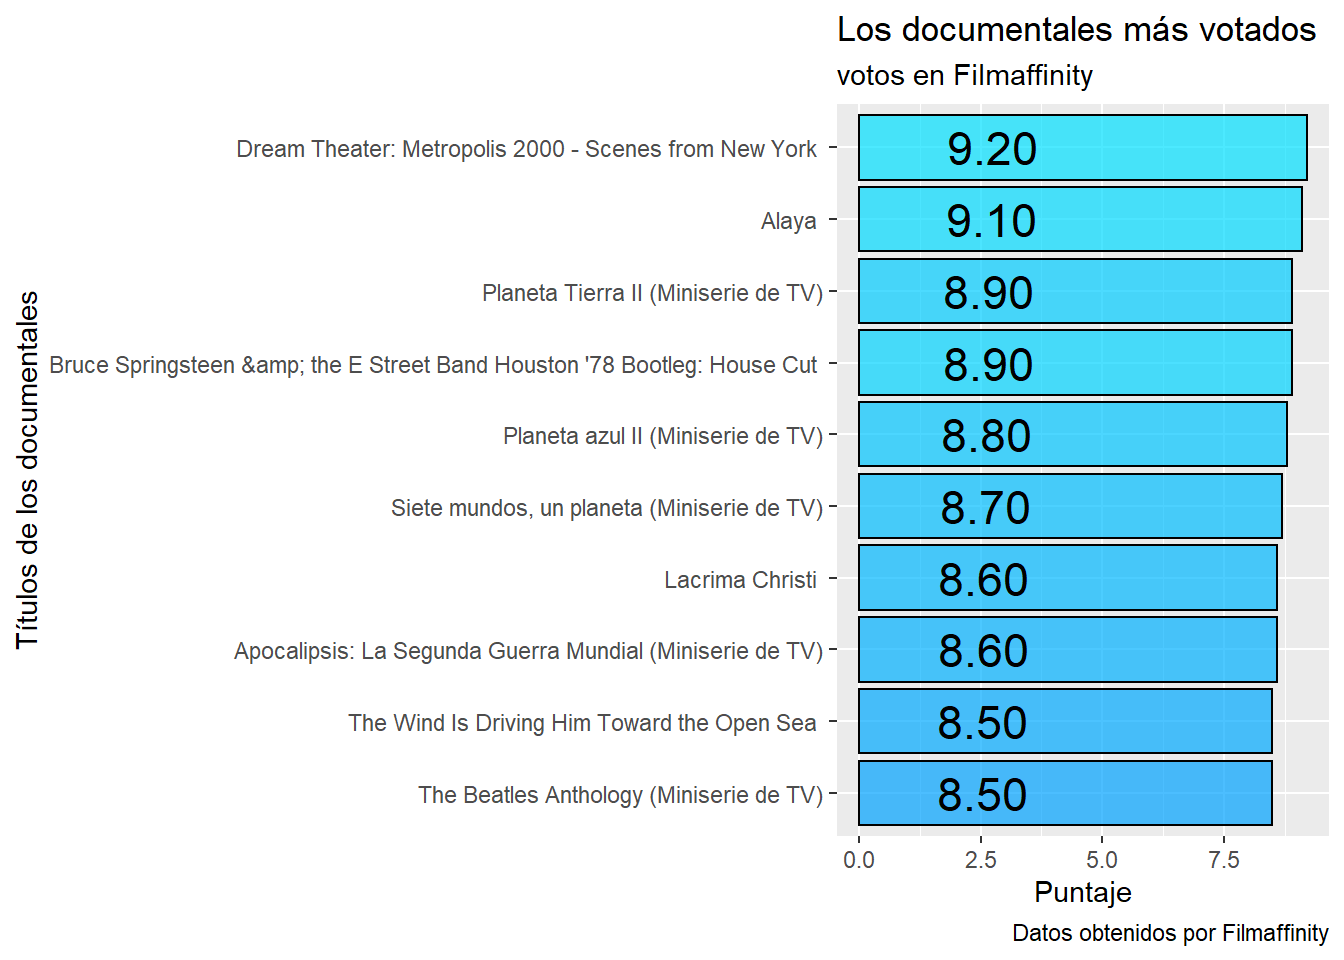 Los documentales más votados
votos en Filmaffinity
Títulos de los documentales
Dream Theater: Metropolis 2000 - Scenes from New York
9.20
Alaya
9.10
Planeta Tierra II (Miniserie de TV)
8.90
Bruce Springsteen &amp; the E Street Band Houston '78 Bootleg: House Cut
8.90
Planeta azul II (Miniserie de TV)
8.80
Siete mundos, un planeta (Miniserie de TV)
8.70
Lacrima Christi
8.60
Apocalipsis: La Segunda Guerra Mundial (Miniserie de TV)
8.60
The Wind Is Driving Him Toward the Open Sea
8.50
The Beatles Anthology (Miniserie de TV)
8.50
0.0 2.5 5.0 7.5
Puntaje
Datos obtenidos por Filmaffinity